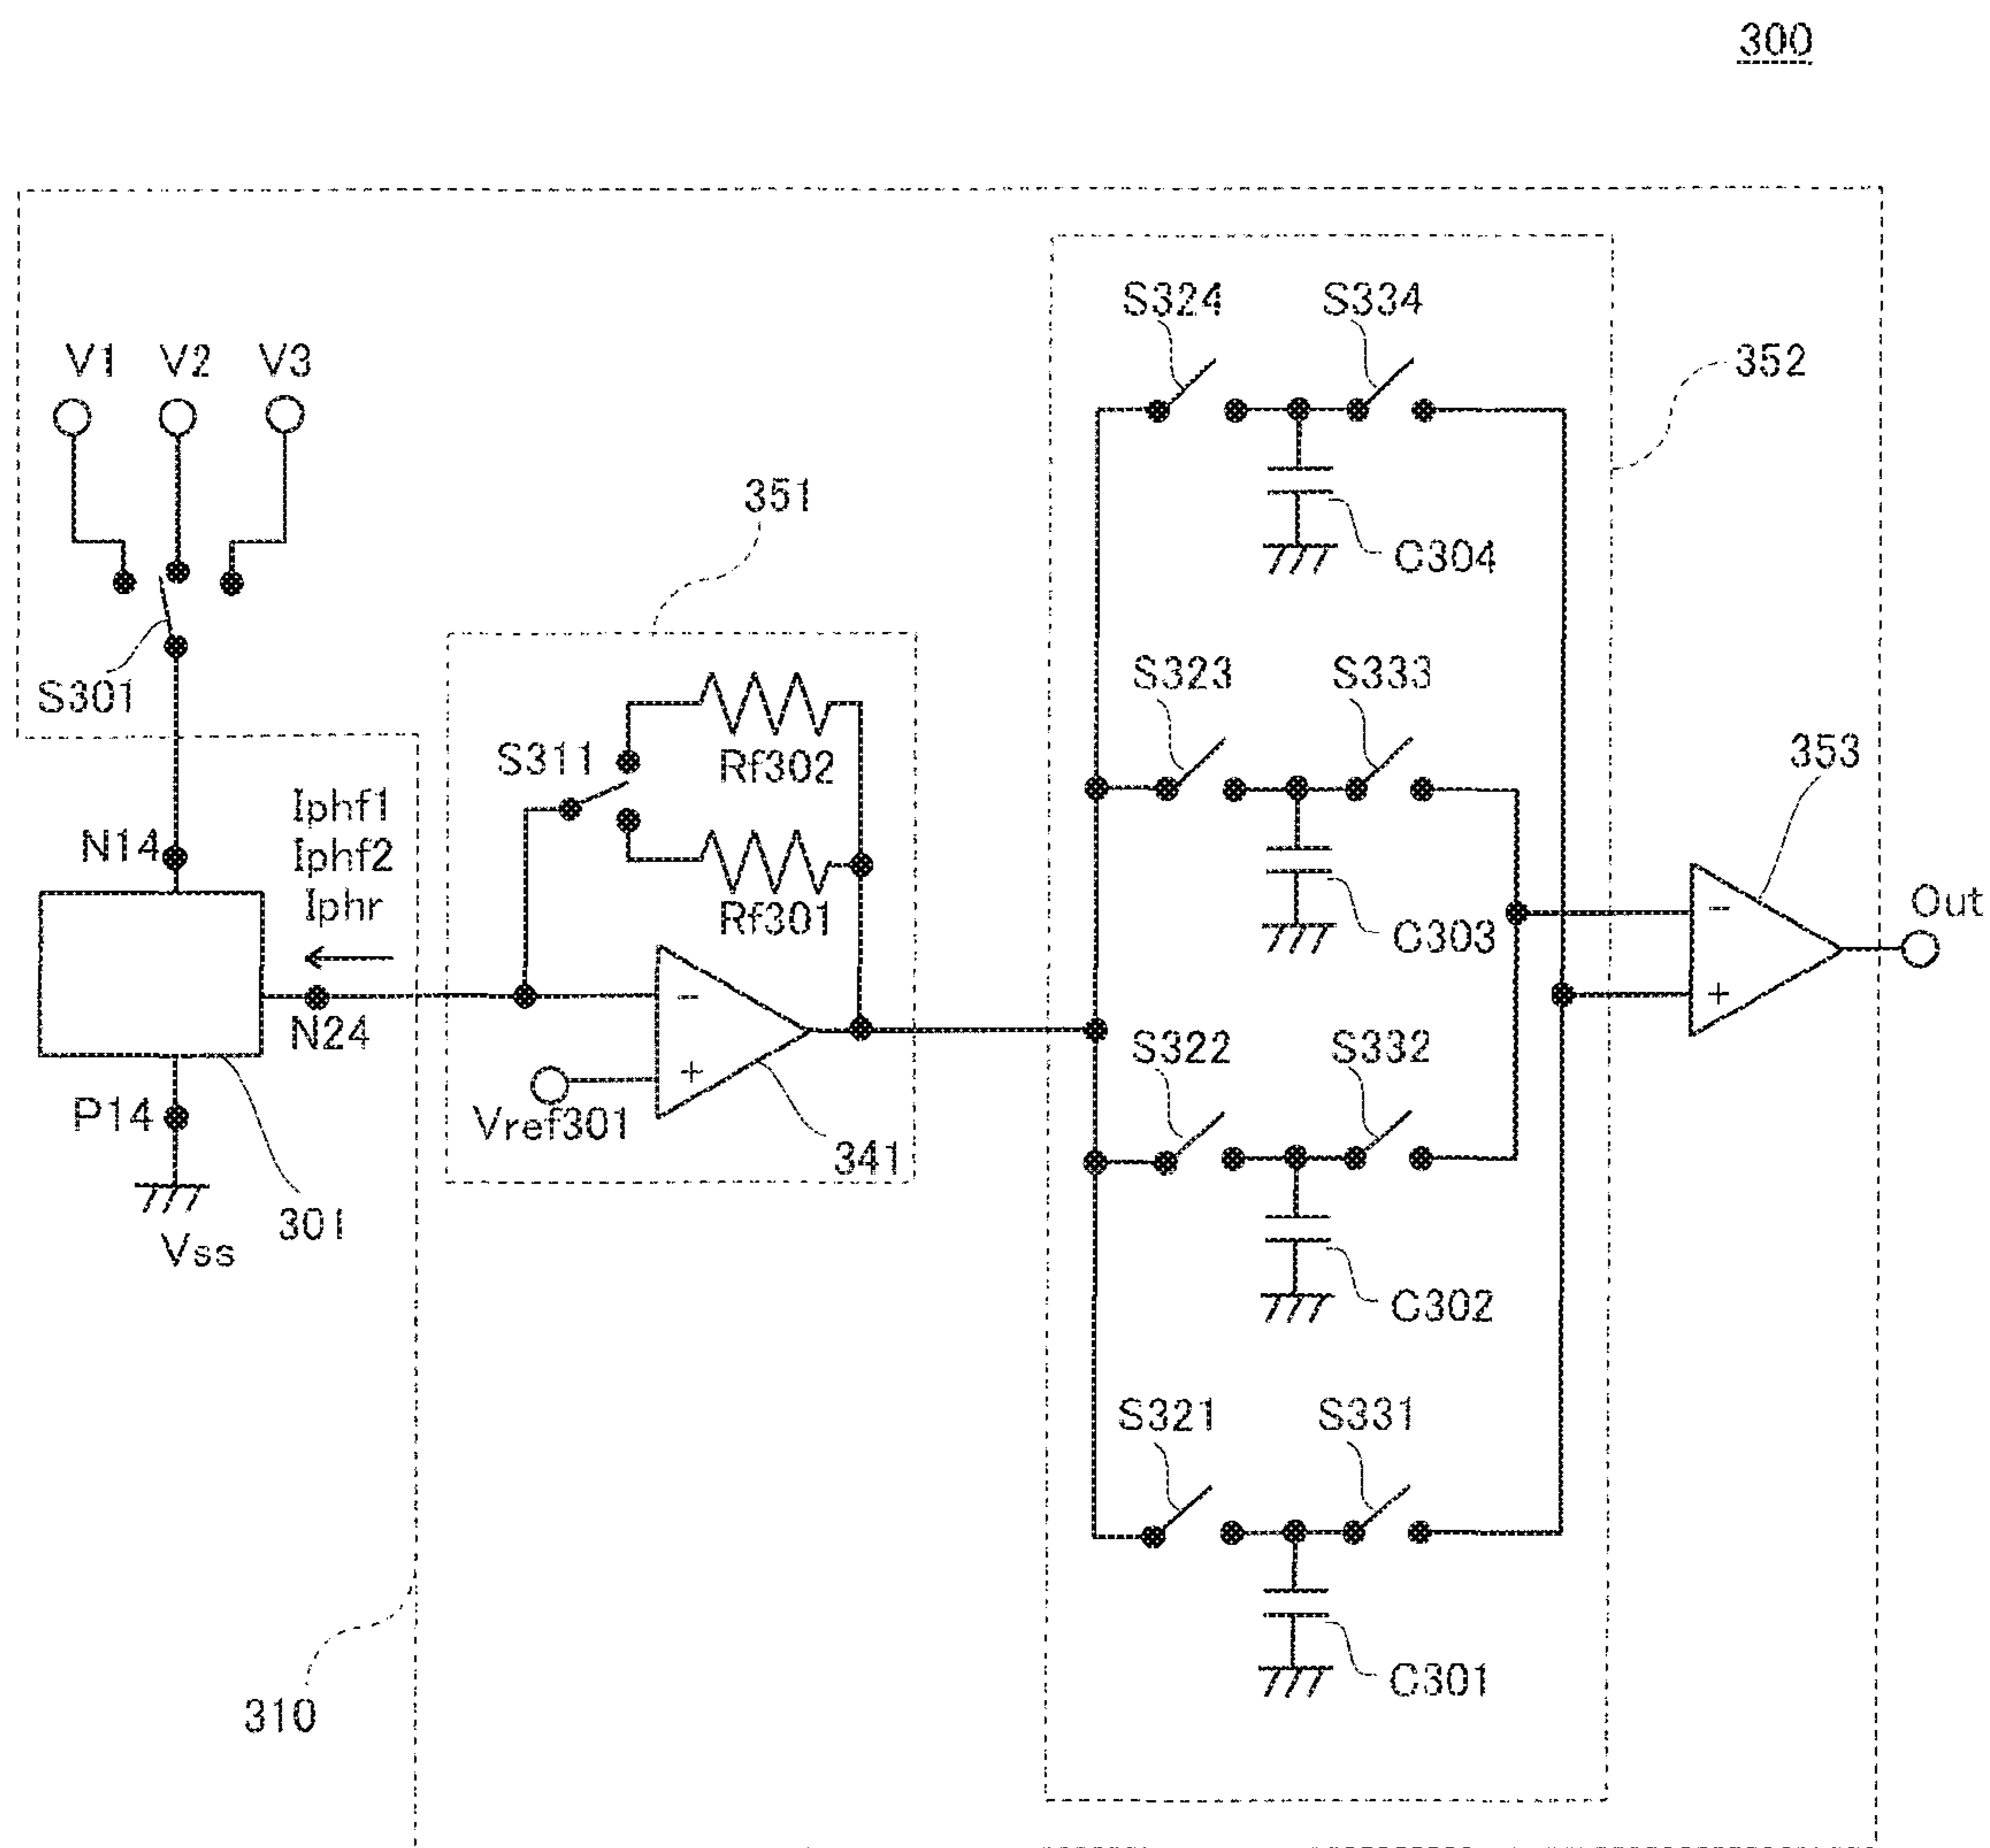 300
V1 V2 V3
S301
351
352
S324 S334
C304
S311
Rf302
Rf301
S323 S333
C303
353
Out
Iphf1
Iphf2
Iphr
N14
N24
-
+
Vref301
341
-
+
P14
301
Vss
S322 S332
C302
S321 S331
C301
310